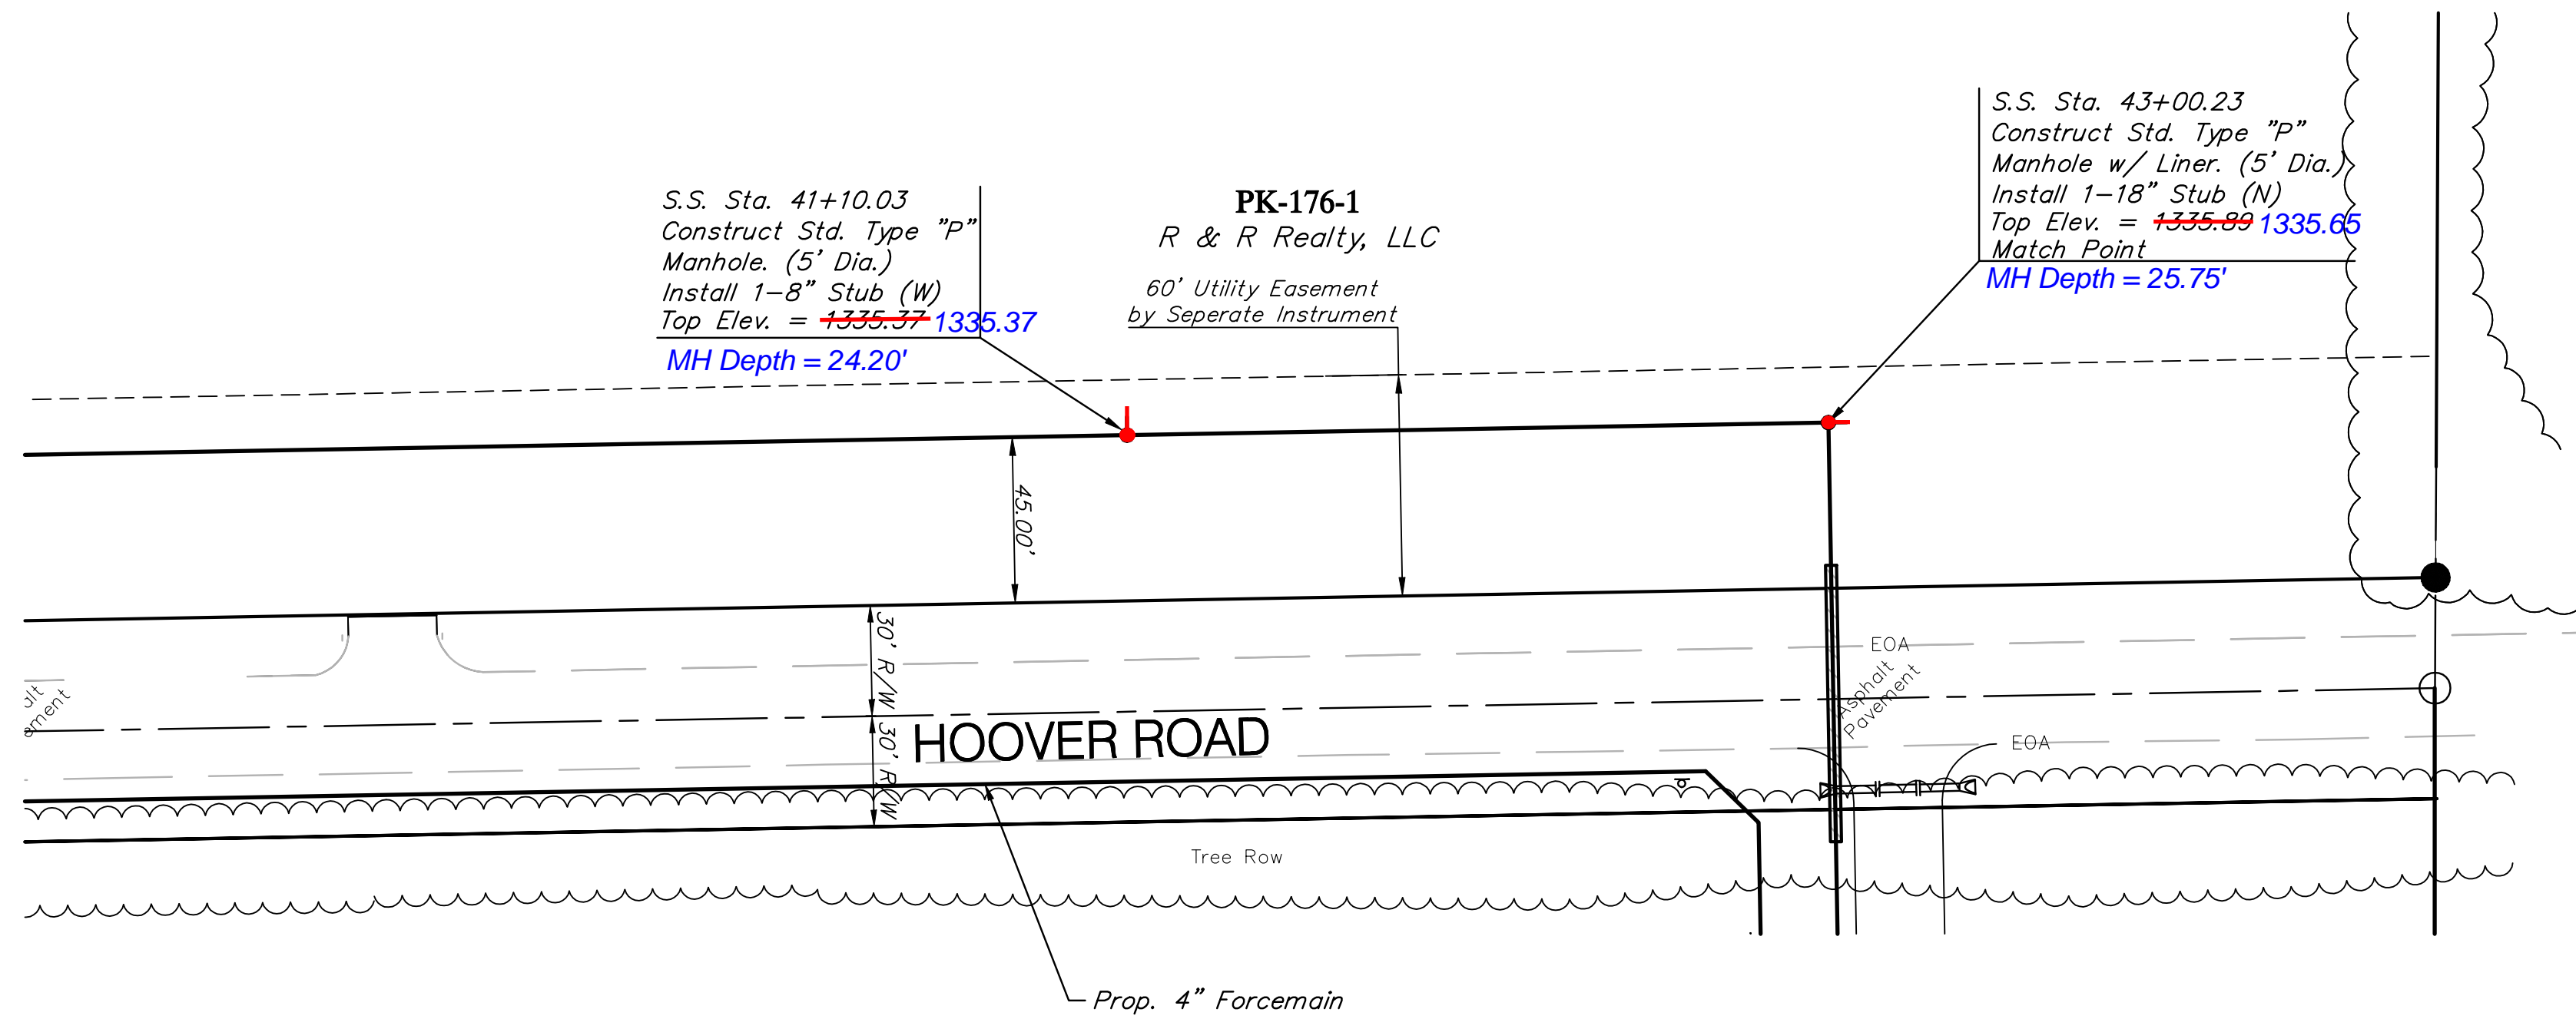 S.S. Sta. 41+10.03
Construct Std. Type "P"
Manhole. (5' Dia.)
Install 1-8" Stub (W)
Top Elev. = 1335.37 1335.37
MH Depth = 24.20'
PK-176-1
R & R Realty, LLC
60' Utility Easement
by Seperate Instrument
S.S. Sta. 43+00.23
Construct Std. Type "P"
Manhole w/ Liner. (5' Dia.)
Install 1-18" Stub (N)
Top Elev. = 1335.89 1335.65
Match Point
MH Depth = 25.75'
45.00'
30' R/W
30' R/W
HOOVER ROAD
EOA
Asphalt
Pavement
EOA
Tree Row
Prop. 4" Forcemain